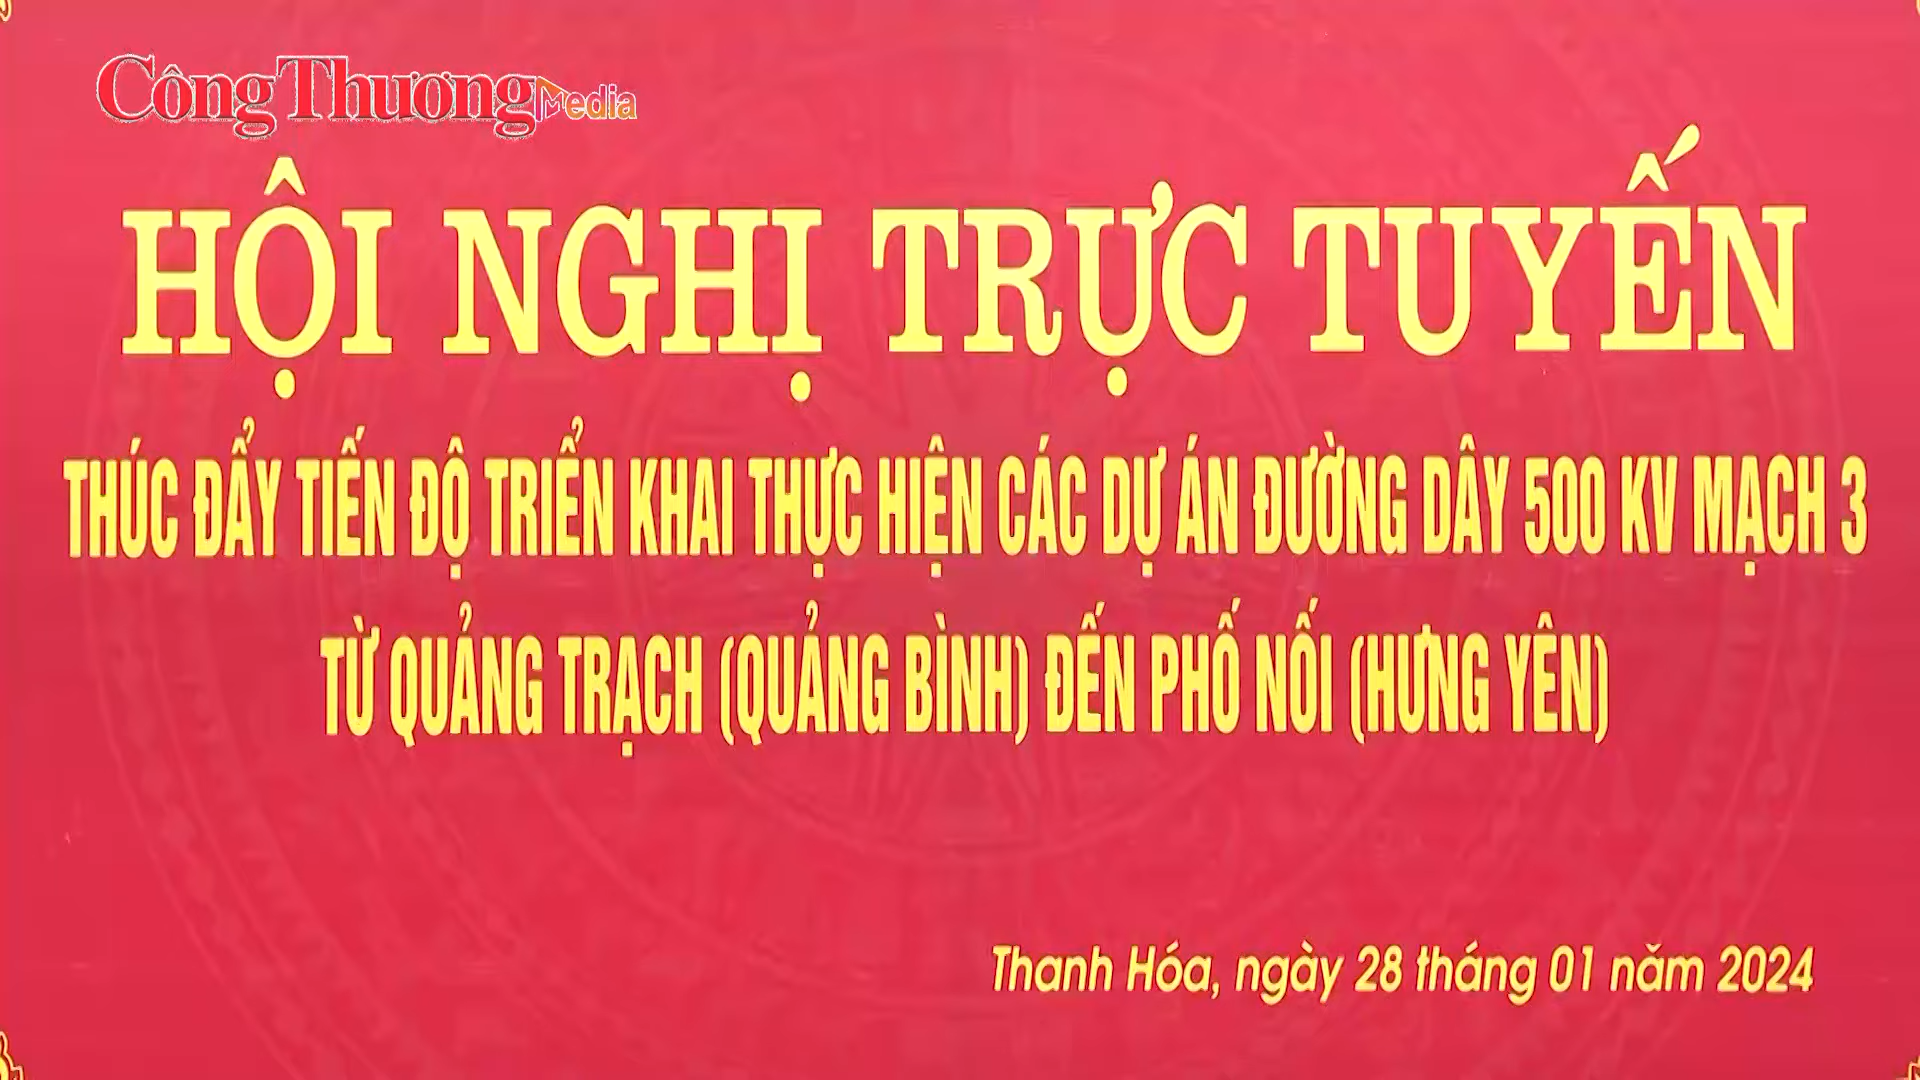 Công Thương Media
HỘI NGHỊ TRỰC TUYẾN
THÚC ĐẨY TIẾN ĐỘ TRIỂN KHAI THỰC HIỆN CÁC DỰ ÁN ĐƯỜNG DÂY 500 KV MẠCH 3
TỪ QUẢNG TRẠCH (QUẢNG BÌNH) ĐẾN PHỐ NỐI (HƯNG YÊN)
Thanh Hóa, ngày 28 tháng 01 năm 2024